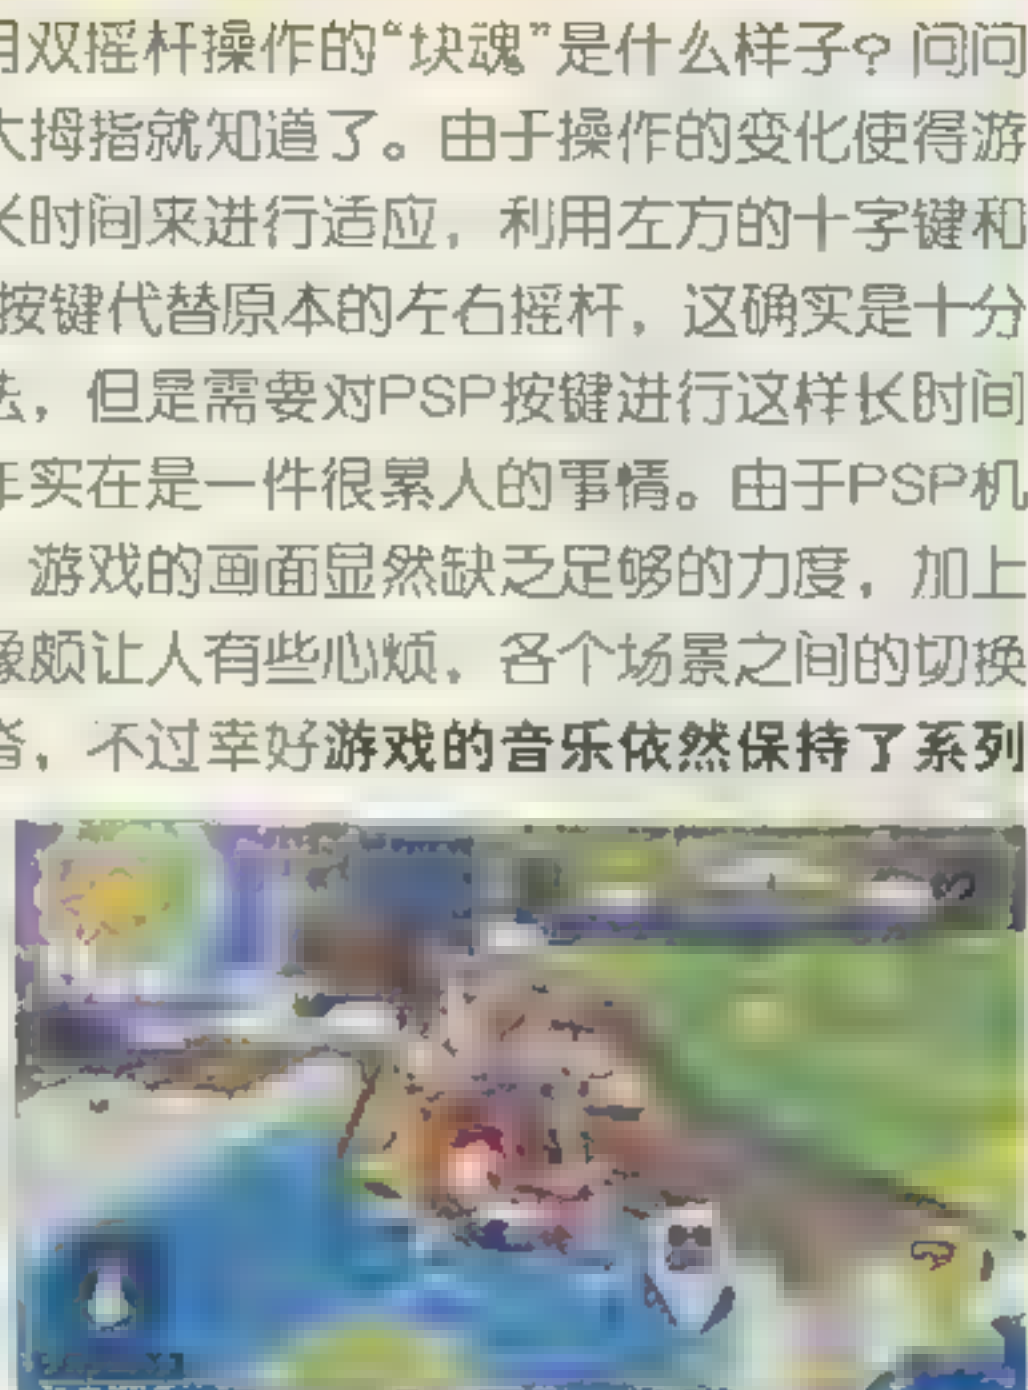 用双摇杆操作的“块魂”是什么样子？问问
大拇指就知道了。由于操作的变化使得游
长时间来进行适应，利用左方的十字键和
按键代替原本的左右摇杆，这确实是十分
法，但是需要对PSP按键进行这样长时间
实在是一件很累人的事情。由于PSP机
游戏的画面显然缺乏足够的力度，加上
像颇让人有些心烦，各个场景之间的切换
，不过幸好游戏的音乐依然保持了系列